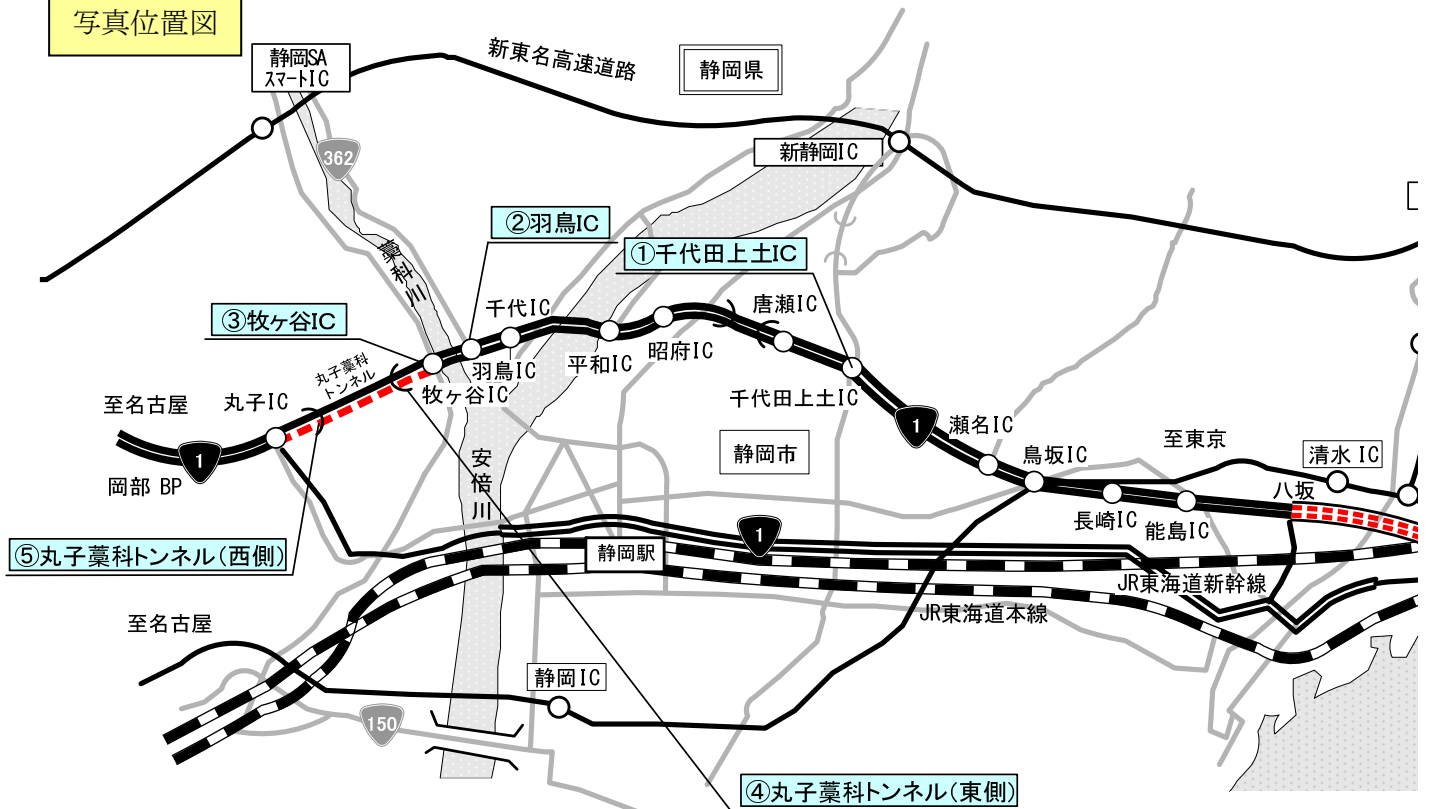 写真位置図
静岡SA
スマートIC
新東名高速道路
静岡県
362
新静岡IC
②羽鳥IC
①千代田上土IC
藁科川
③牧ヶ谷IC
千代IC
唐瀬IC
羽鳥IC
平和IC
昭府IC
丸子藁科
トンネル
牧ヶ谷IC
千代田上土IC
至名古屋
丸子IC
1
岡部 BP
1
瀬名IC
静岡市
鳥坂IC
至東京
清水 IC
安倍川
八坂
長崎IC
能島IC
1
⑤丸子藁科トンネル(西側)
静岡駅
JR東海道新幹線
JR東海道本線
至名古屋
静岡IC
150
④丸子藁科トンネル(東側)